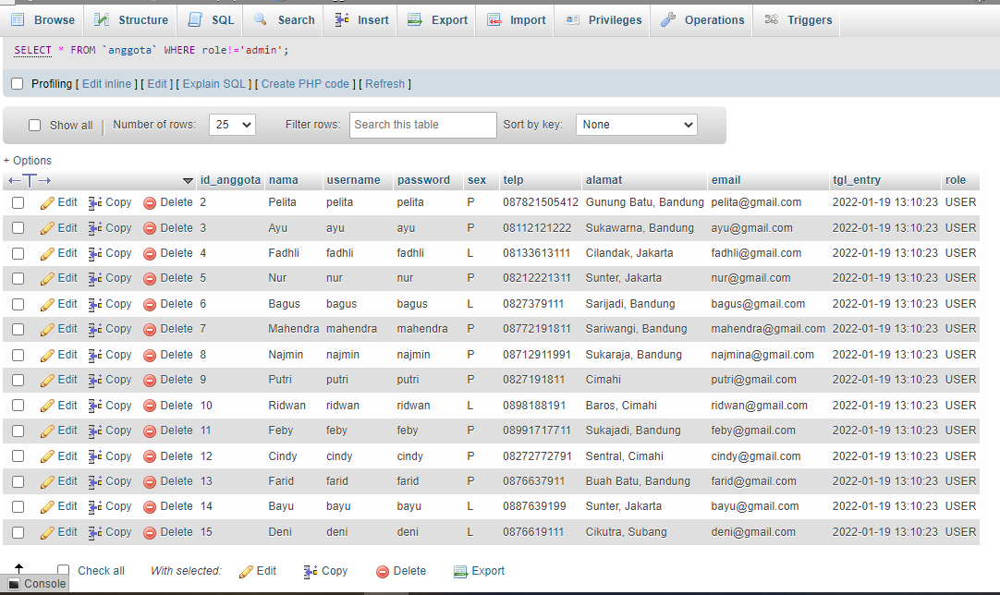 Browse Structure SQL Search Insert Export Import Privileges Operations Triggers
SELECT * FROM `anggota` WHERE role!='admin';
Profiling [ Edit inline ] [ Edit ] [ Explain SQL ] [ Create PHP code ] [ Refresh ]
Show all | Number of rows: 25 Filter rows: Search this table Sort by key: None
+ Options
←T→ id_anggota nama username password sex telp alamat email tgl_entry role
Edit Copy Delete 2 Pelita pelita pelita P 087821505412 Gunung Batu, Bandung pelita@gmail.com 2022-01-19 13:10:23 USER
Edit Copy Delete 3 Ayu ayu ayu P 08112121222 Sukawarna, Bandung ayu@gmail.com 2022-01-19 13:10:23 USER
Edit Copy Delete 4 Fadhli fadhli fadhli L 08133613111 Cilandak, Jakarta fadhli@gmail.com 2022-01-19 13:10:23 USER
Edit Copy Delete 5 Nur nur nur P 08212221311 Sunter, Jakarta nur@gmail.com 2022-01-19 13:10:23 USER
Edit Copy Delete 6 Bagus bagus bagus L 0827379111 Sarijadi, Bandung bagus@gmail.com 2022-01-19 13:10:23 USER
Edit Copy Delete 7 Mahendra mahendra mahendra P 08772191811 Sariwangi, Bandung mahendra@gmail.com 2022-01-19 13:10:23 USER
Edit Copy Delete 8 Najmin najmin najmin P 08712911991 Sukaraja, Bandung najmina@gmail.com 2022-01-19 13:10:23 USER
Edit Copy Delete 9 Putri putri putri P 0827191811 Cimahi putri@gmail.com 2022-01-19 13:10:23 USER
Edit Copy Delete 10 Ridwan ridwan ridwan L 0898188191 Baros, Cimahi ridwan@gmail.com 2022-01-19 13:10:23 USER
Edit Copy Delete 11 Feby feby feby P 08991717711 Sukajadi, Bandung feby@gmail.com 2022-01-19 13:10:23 USER
Edit Copy Delete 12 Cindy cindy cindy P 08272772791 Sentral, Cimahi cindy@gmail.com 2022-01-19 13:10:23 USER
Edit Copy Delete 13 Farid farid farid P 0876637911 Buah Batu, Bandung farid@gmail.com 2022-01-19 13:10:23 USER
Edit Copy Delete 14 Bayu bayu bayu L 0887639199 Sunter, Jakarta bayu@gmail.com 2022-01-19 13:10:23 USER
Edit Copy Delete 15 Deni deni deni L 0876619111 Cikutra, Subang deni@gmail.com 2022-01-19 13:10:23 USER
Check all With selected: Edit Copy Delete Export
Console